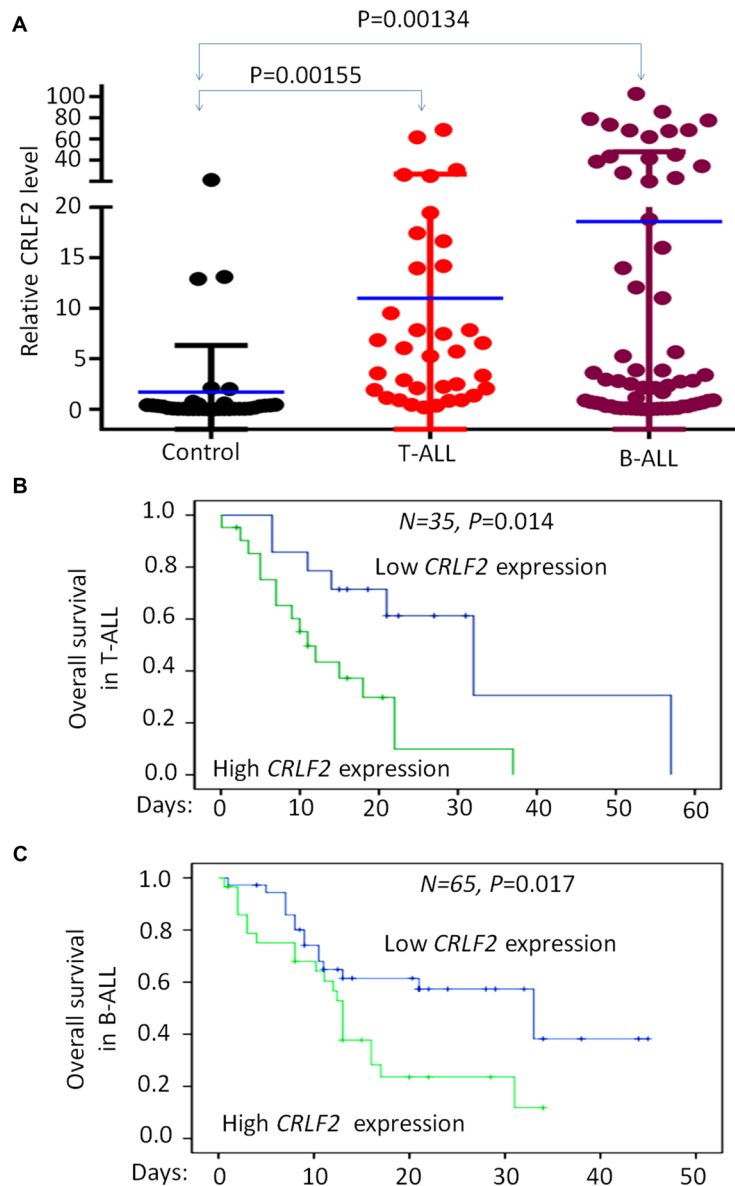 A
P=0.00134
P=0.00155
Relative CRLF2 level
100
80
60
40
20
15
10
5
0
Control
T-ALL
B-ALL
B
N=35, P=0.014
Low CRLF2 expression
High CRLF2 expression
Overall survival
in T-ALL
1.0
0.8
0.6
0.4
0.2
0.0
Days: 0 10 20 30 40 50 60
C
N=65, P=0.017
Low CRLF2 expression
High CRLF2 expression
Overall survival
in B-ALL
1.0
0.8
0.6
0.4
0.2
0.0
Days: 0 10 20 30 40 50